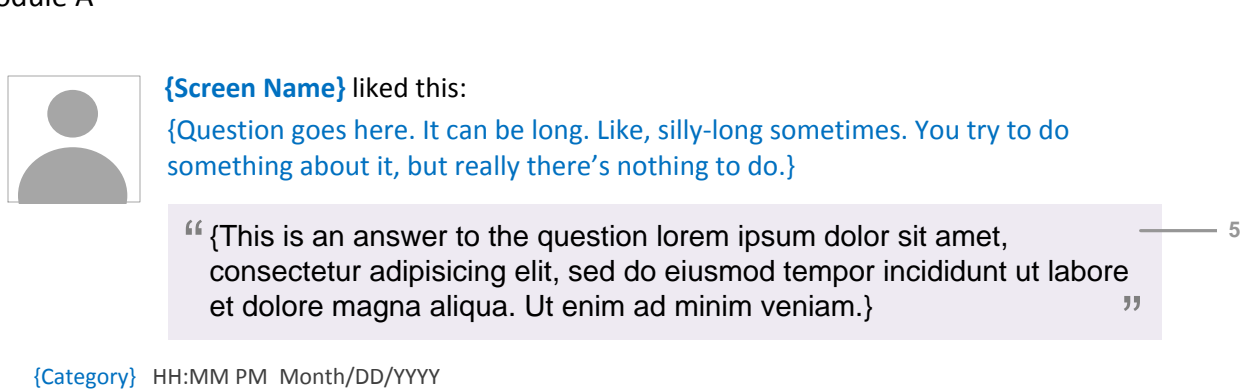 {Screen Name} liked this:
{Question goes here. It can be long. Like, silly-long sometimes. You try to do
something about it, but really there’s nothing to do.}
“ {This is an answer to the question lorem ipsum dolor sit amet,
5
consectetur adipisicing elit, sed do eiusmod tempor incididunt ut labore
et dolore magna aliqua. Ut enim ad minim veniam.} ”
{Category} HH:MM PM Month/DD/YYYY